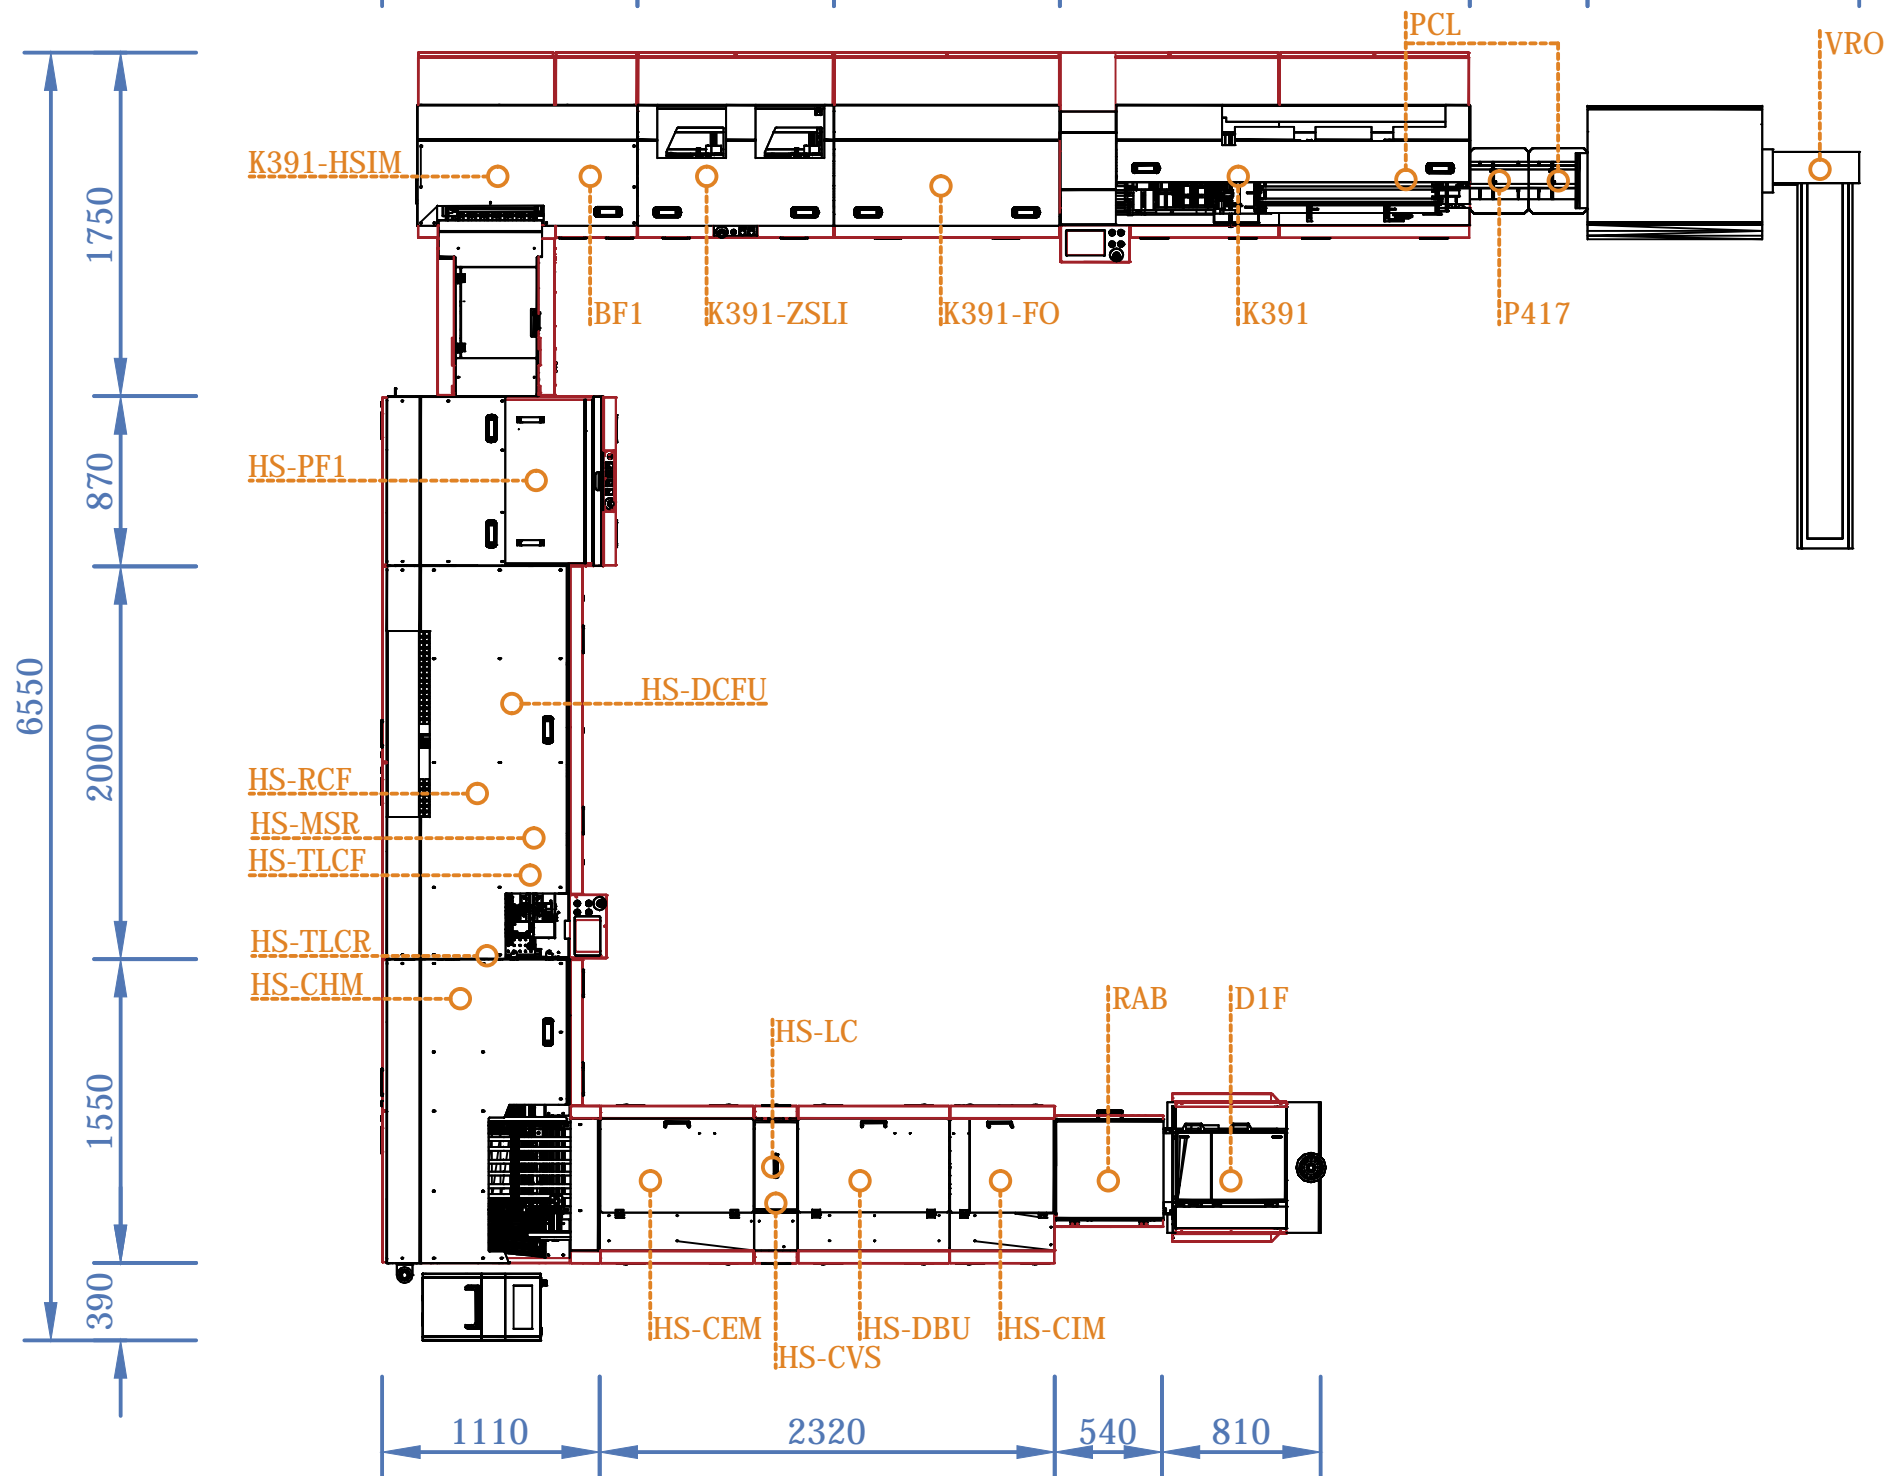 PCL
VRO
K391-HSIM
BF1
K391-ZSLI
K391-FO
K391
P417
1750
HS-PF1
870
6550
HS-DCFU
2000
HS-RCF
HS-MSR
HS-TLCF
HS-TLCR
HS-CHM
RAB
D1F
HS-LC
1550
390
HS-CEM
HS-DBU
HS-CIM
HS-CVS
1110
2320
540
810